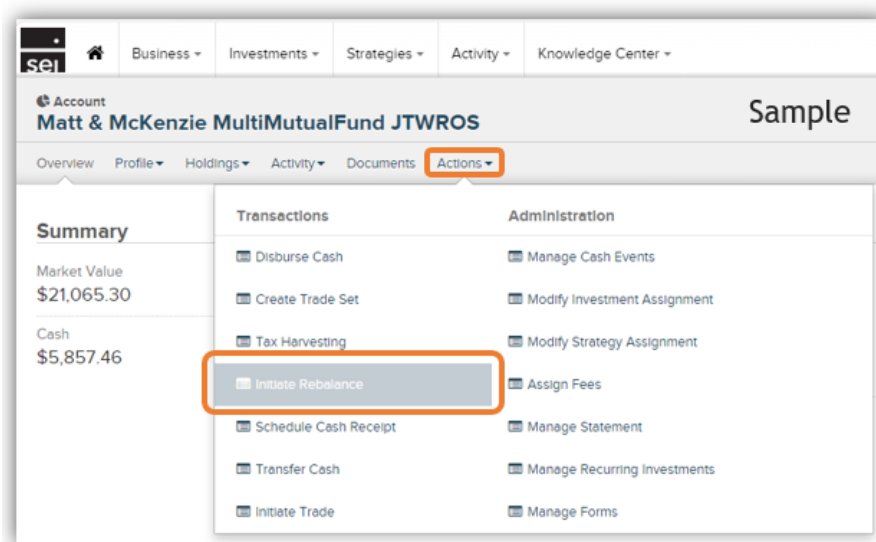 sei Business Investments Strategies Activity Knowledge Center
Account
Matt & McKenzie MultiMutualFund JTWROS
Sample
Overview Profile Holdings Activity Documents Actions
Summary
Market Value
$21,065.30
Cash
$5,857.46
Transactions
Disburse Cash
Create Trade Set
Tax Harvesting
Initiate Rebalance
Schedule Cash Receipt
Transfer Cash
Initiate Trade
Administration
Manage Cash Events
Modify Investment Assignment
Modify Strategy Assignment
Assign Fees
Manage Statement
Manage Recurring Investments
Manage Forms